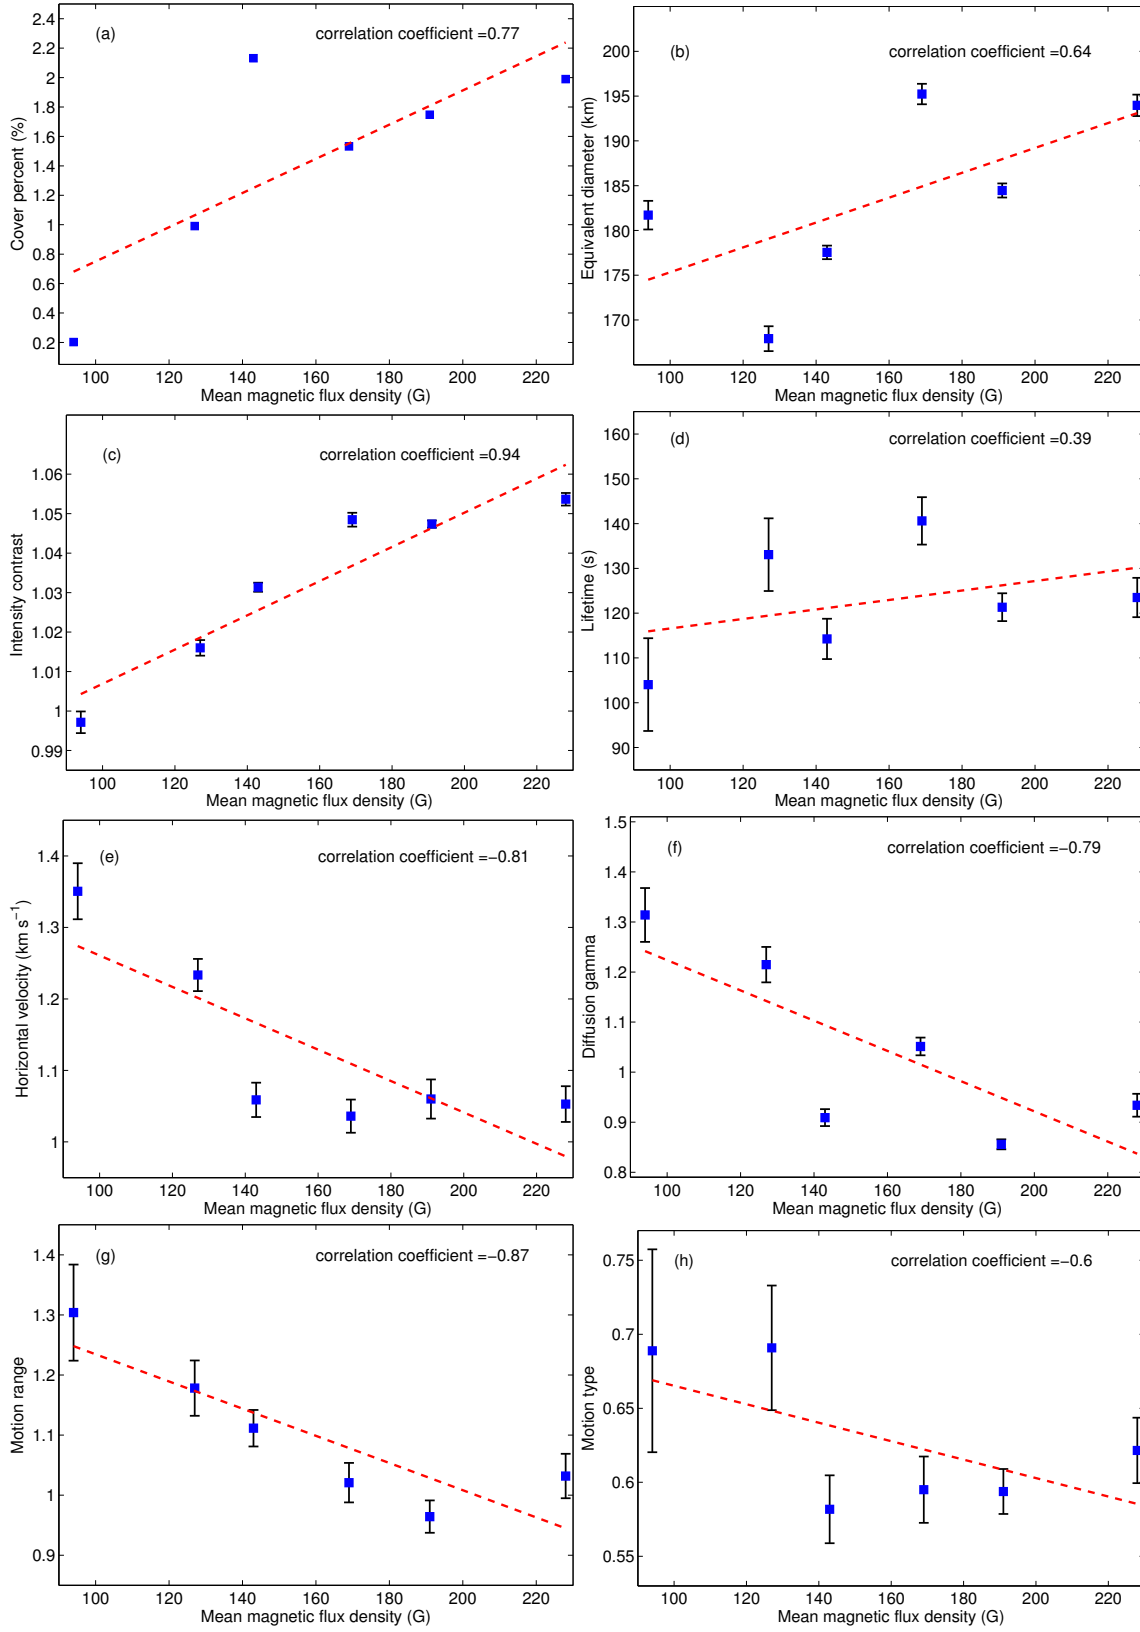 (a) correlation coefficient =0.77
2.4
2.2
2
1.8
1.6
1.4
1.2
1
0.8
0.6
0.4
0.2
Cover percent (%)
100 120 140 160 180 200 220
Mean magnetic flux density (G)
(b) correlation coefficient =0.64
200
195
190
185
180
175
170
Equivalent diameter (km)
100 120 140 160 180 200 220
Mean magnetic flux density (G)
(c) correlation coefficient =0.94
1.06
1.05
1.04
1.03
1.02
1.01
1
0.99
Intensity contrast
100 120 140 160 180 200 220
Mean magnetic flux density (G)
(d) correlation coefficient =0.39
160
150
140
130
120
110
100
90
Lifetime (s)
100 120 140 160 180 200 220
Mean magnetic flux density (G)
(e) correlation coefficient =−0.81
1.4
1.3
1.2
1.1
1
Horizontal velocity (km s⁻¹)
100 120 140 160 180 200 220
Mean magnetic flux density (G)
(f) correlation coefficient =−0.79
1.5
1.4
1.3
1.2
1.1
1
0.9
0.8
Diffusion gamma
100 120 140 160 180 200 220
Mean magnetic flux density (G)
(g) correlation coefficient =−0.87
1.4
1.3
1.2
1.1
1.0
0.9
Motion range
100 120 140 160 180 200 220
Mean magnetic flux density (G)
(h) correlation coefficient =−0.6
0.75
0.7
0.65
0.6
0.55
Motion type
100 120 140 160 180 200 220
Mean magnetic flux density (G)